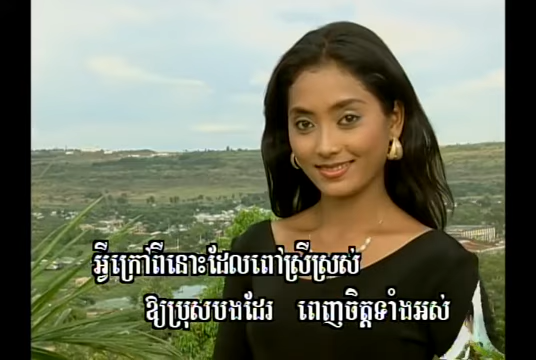 អ្វីក្រៅពីនោះដែលពៅស្រីស្រស់
ឱ្យប្រុសបងដែរ ពេញចិត្តទាំងអស់